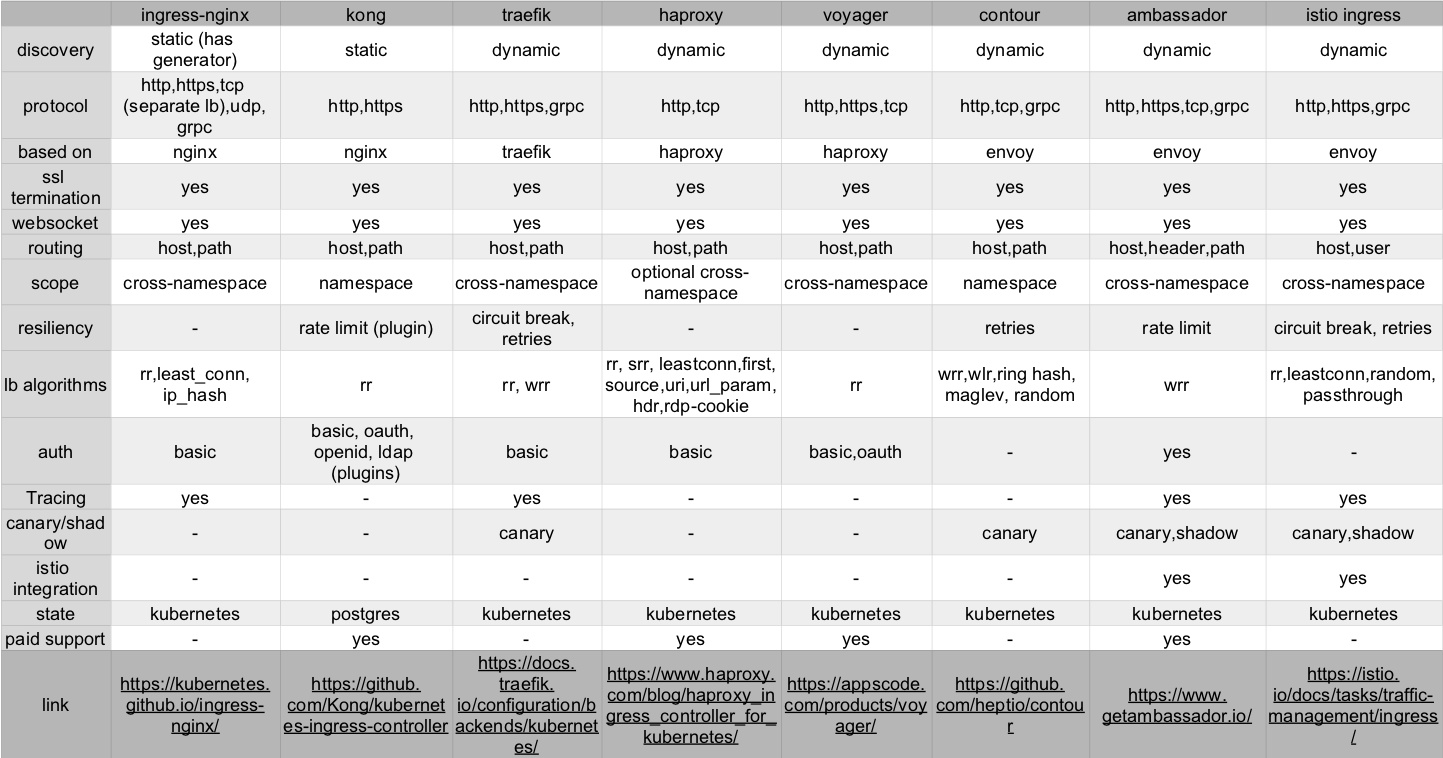 ingress-nginx kong traefik haproxy voyager contour ambassador istio ingress
discovery static (has generator) static dynamic dynamic dynamic dynamic dynamic dynamic
protocol http,https,tcp (separate lb),udp, grpc http,https http,https,grpc http,tcp http,https,tcp http,tcp,grpc http,https,tcp,grpc http,https,grpc
based on nginx nginx traefik haproxy haproxy envoy envoy envoy
ssl termination yes yes yes yes yes yes yes yes
websocket yes yes yes yes yes yes yes yes
routing host,path host,path host,path host,path host,path host,path host,header,path host,user
scope cross-namespace namespace cross-namespace optional cross-namespace cross-namespace namespace cross-namespace cross-namespace
resiliency - rate limit (plugin) circuit break, retries - - retries rate limit circuit break, retries
lb algorithms rr,least_conn, ip_hash rr rr, wrr rr, srr, leastconn,first, source,uri,url_param, hdr,rdp-cookie rr wrr,wlr,ring hash, maglev, random wrr rr,leastconn,random, passthrough
auth basic basic, oauth, openid, ldap (plugins) basic basic basic,oauth - yes -
Tracing yes - yes - - - yes yes
canary/shadow - - canary - - canary canary,shadow canary,shadow
istio integration - - - - - - yes yes
state kubernetes postgres kubernetes kubernetes kubernetes kubernetes kubernetes kubernetes
paid support - yes - yes yes - yes -
link https://kubernetes.github.io/ingress-nginx/ https://github.com/Kong/kubernetes-ingress-controller https://docs.traefik.io/configuration/backends/kubernetes/ https://www.haproxy.com/blog/haproxy_ingress_controller_for_kubernetes/ https://appscode.com/products/voyager/ https://github.com/heptio/contour https://www.getambassador.io/ https://istio.io/docs/tasks/traffic-management/ingress/